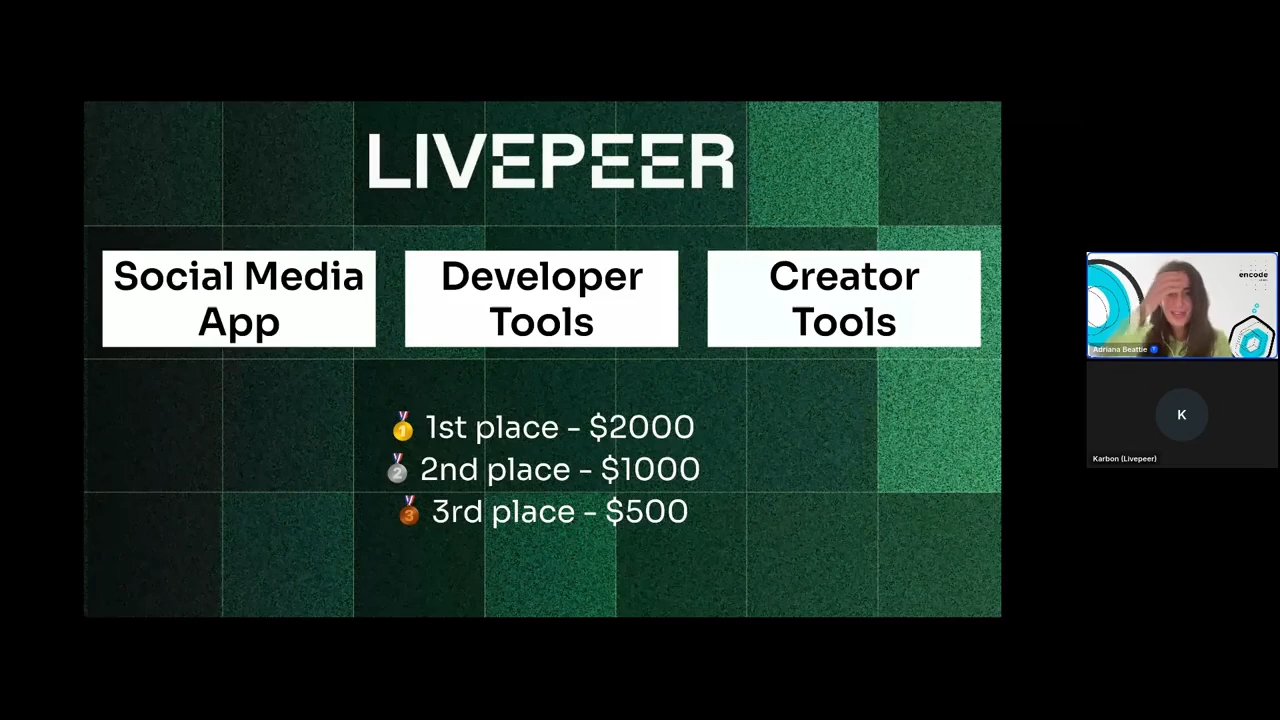 LIVEPEER
Social Media
App
Developer
Tools
Creator
Tools
1st place - $2000
2nd place - $1000
3rd place - $500
encode
Adriana Beattie
K
Karbon (Livepeer)